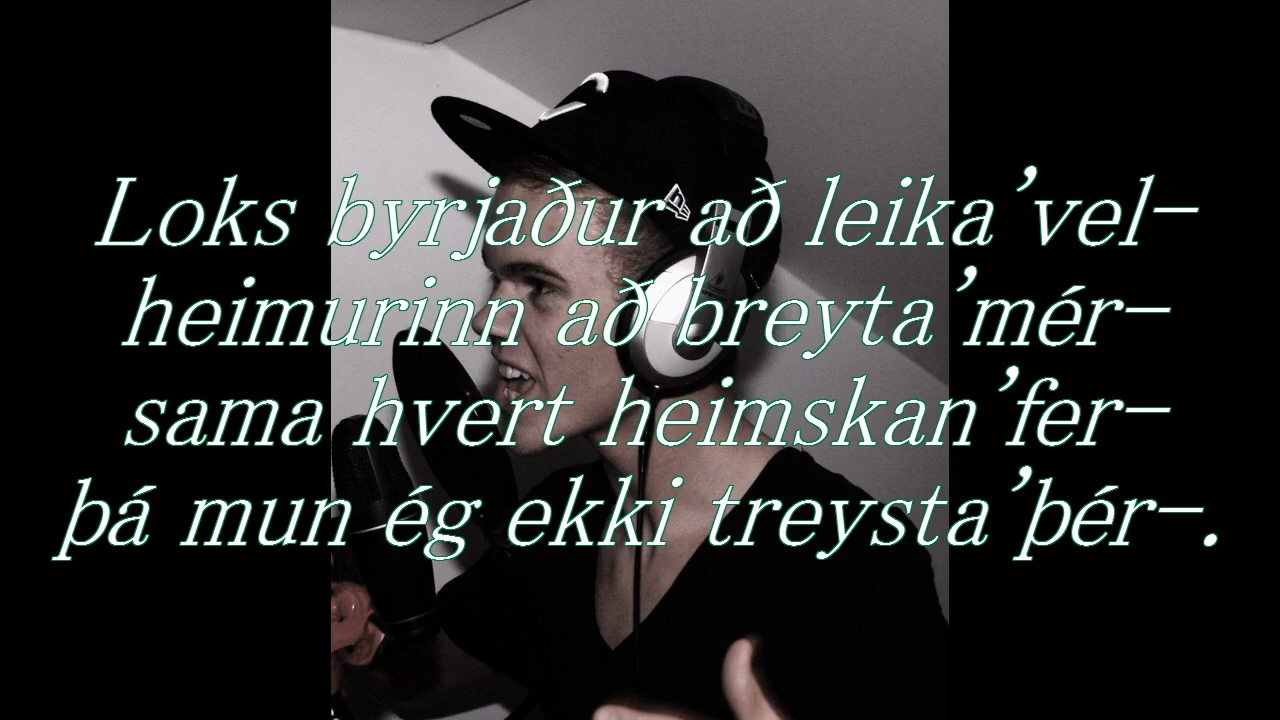 Loks byrjaður að leika'vel-
heimurinn að breyta'mér-
sama hvert heimskan'fer-
þá mun ég ekki treysta'þér-.